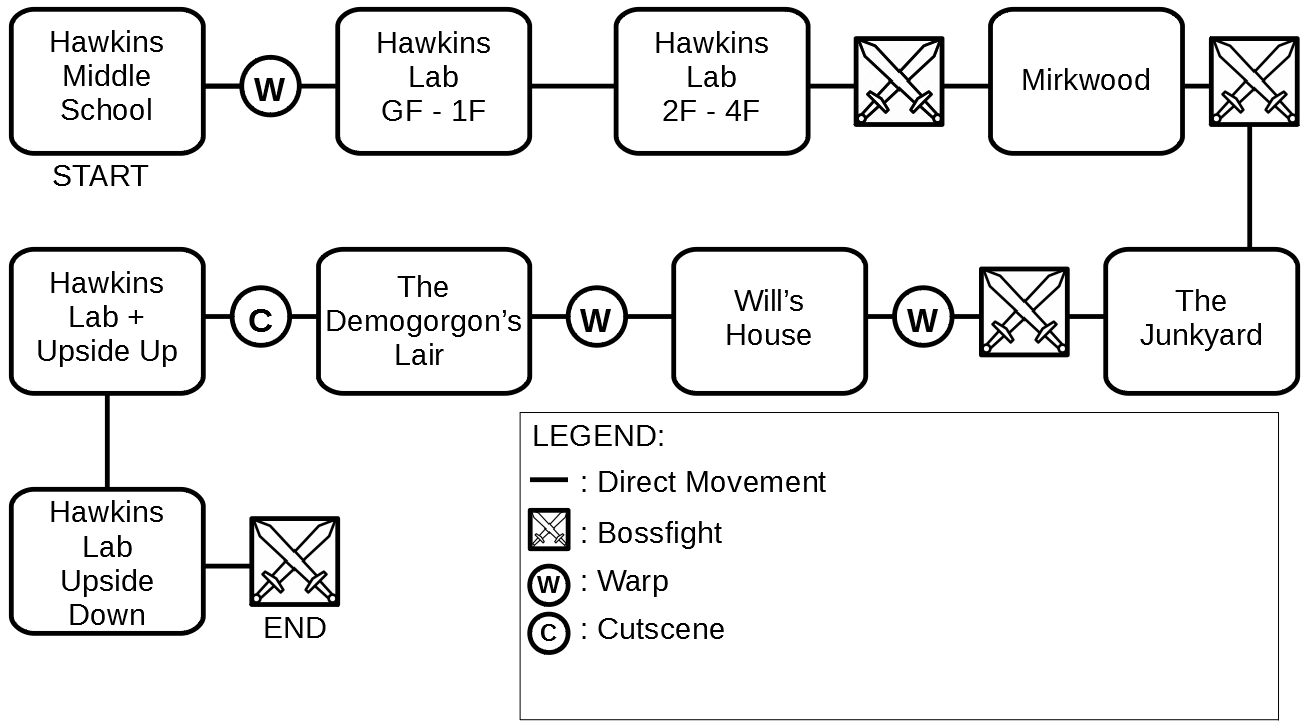 Hawkins
Middle
School
START
W
Hawkins
Lab
GF - 1F
Hawkins
Lab
2F - 4F
Mirkwood
The
Junkyard
W
Will’s
House
W
The
Demogorgon’s
Lair
C
Hawkins
Lab +
Upside Up
Hawkins
Lab
Upside
Down
END
LEGEND:
: Direct Movement
: Bossfight
W : Warp
C : Cutscene